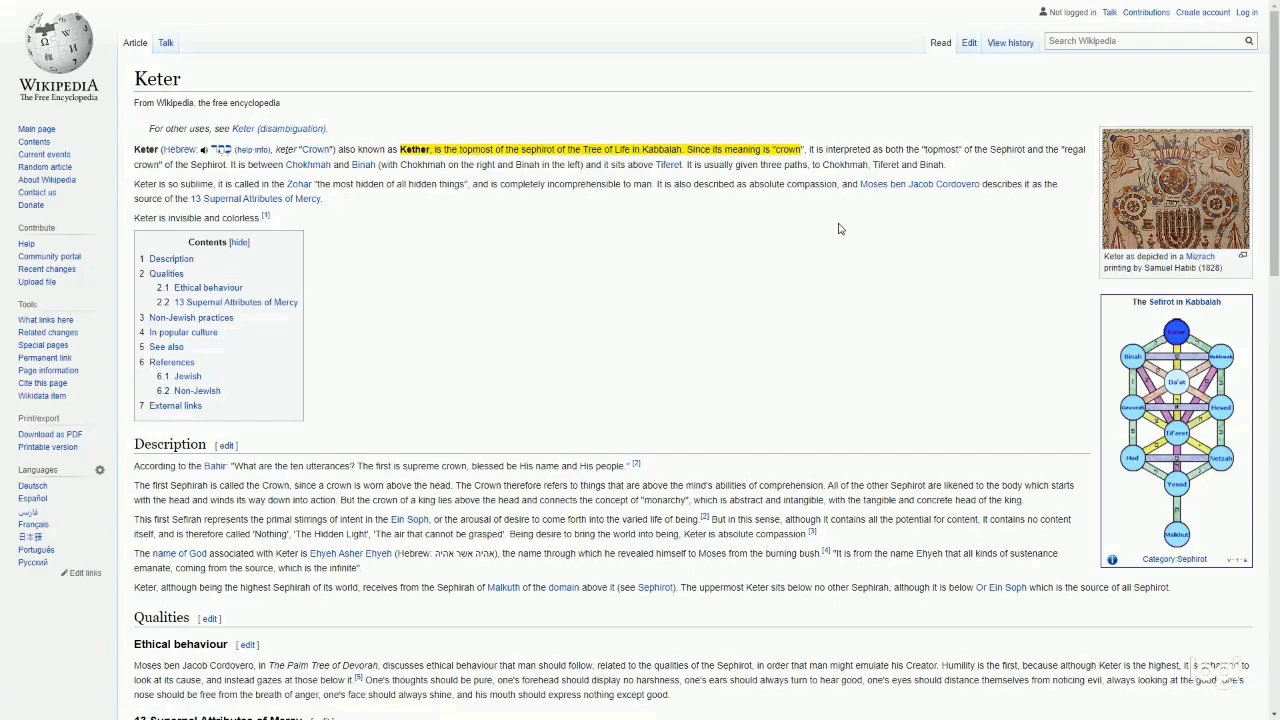 Not logged in Talk Contributions Create account Log in
Article Talk Read Edit View history Search Wikipedia
WIKIPEDIA
The Free Encyclopedia
Main page
Contents
Current events
Random article
About Wikipedia
Contact us
Donate
Contribute
Help
Community portal
Recent changes
Upload file
Tools
What links here
Related changes
Special pages
Permanent link
Page information
Cite this page
Wikidata item
Print/export
Download as PDF
Printable version
Languages
Deutsch
Español
فارسی
Français
日本語
Português
Русский
Edit links
Keter
From Wikipedia, the free encyclopedia
For other uses, see Keter (disambiguation).
Keter (Hebrew: כֶּתֶר (help·info), keṯer "Crown") also known as Kether, is the topmost of the sephirot of the Tree of Life in Kabbalah. Since its meaning is "crown", it is interpreted as both the "topmost" of the Sephirot and the "regal
crown" of the Sephirot. It is between Chokhmah and Binah (with Chokhmah on the right and Binah in the left) and it sits above Tiferet. It is usually given three paths, to Chokhmah, Tiferet and Binah.
Keter is so sublime, it is called in the Zohar "the most hidden of all hidden things", and is completely incomprehensible to man. It is also described as absolute compassion, and Moses ben Jacob Cordovero describes it as the
source of the 13 Supernal Attributes of Mercy.
Keter is invisible and colorless.[1]
Contents [hide]
1 Description
2 Qualities
2.1 Ethical behaviour
2.2 13 Supernal Attributes of Mercy
3 Non-Jewish practices
4 In popular culture
5 See also
6 References
6.1 Jewish
6.2 Non-Jewish
7 External links
Keter as depicted in a Mizrach
printing by Samuel Habib (1828)
The Sefirot in Kabbalah
Keter
Binah
Hokhmah
Da'at
Gevurah
Hesed
Tif'eret
Hod
Netzah
Yesod
Malkhut
Category:Sephirot V·T·E
Description [ edit ]
According to the Bahir: "What are the ten utterances? The first is supreme crown, blessed be His name and His people." [2]
The first Sephirah is called the Crown, since a crown is worn above the head. The Crown therefore refers to things that are above the mind's abilities of comprehension. All of the other Sephirot are likened to the body which starts
with the head and winds its way down into action. But the crown of a king lies above the head and connects the concept of "monarchy", which is abstract and intangible, with the tangible and concrete head of the king.
This first Sefirah represents the primal stirrings of intent in the Ein Soph, or the arousal of desire to come forth into the varied life of being.[2] But in this sense, although it contains all the potential for content, it contains no content
itself, and is therefore called 'Nothing', 'The Hidden Light', 'The air that cannot be grasped'. Being desire to bring the world into being, Keter is absolute compassion.[3]
The name of God associated with Keter is Ehyeh Asher Ehyeh (Hebrew: אהיה אשר אהיה), the name through which he revealed himself to Moses from the burning bush.[4] "It is from the name Ehyeh that all kinds of sustenance
emanate, coming from the source, which is the infinite"
Keter, although being the highest Sephirah of its world, receives from the Sephirah of Malkuth of the domain above it (see Sephirot). The uppermost Keter sits below no other Sephirah, although it is below Or Ein Soph which is the source of all Sephirot.
Qualities [ edit ]
Ethical behaviour [ edit ]
Moses ben Jacob Cordovero, in The Palm Tree of Devorah, discusses ethical behaviour that man should follow, related to the qualities of the Sephirot, in order that man might emulate his Creator. Humility is the first, because although Keter is the highest, it is
look at its cause, and instead gazes at those below it.[5] One's thoughts should be pure, one's forehead should display no harshness, one's ears should always turn to hear good, one's eyes should distance themselves from noticing evil, always looking at the good, one's
nose should be free from the breath of anger, one's face should always shine, and his mouth should express nothing except good.
13 Supernal Attributes of Mercy